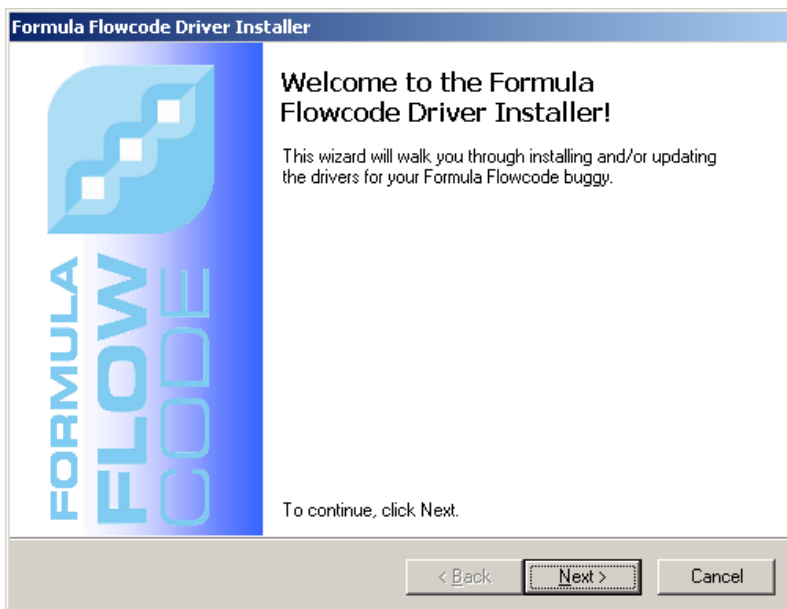 Formula Flowcode Driver Installer
Welcome to the Formula
Flowcode Driver Installer!
This wizard will walk you through installing and/or updating
the drivers for your Formula Flowcode buggy.
FORMULA
FLOW
CODE
To continue, click Next.
< Back
Next >
Cancel